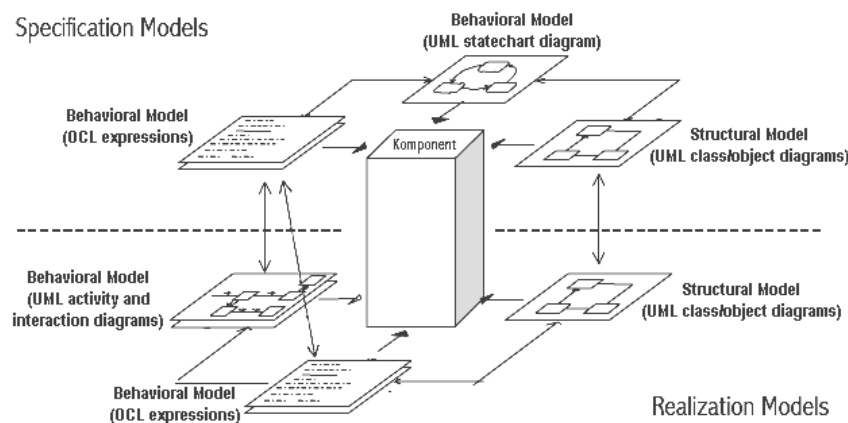 Specification Models
Behavioral Model
(UML statechart diagram)
Behavioral Model
(OCL expressions)
Komponent
Structural Model
(UML class/object diagrams)
Behavioral Model
(UML activity and
interaction diagrams)
Structural Model
(UML class/object diagrams)
Behavioral Model
(OCL expressions)
Realization Models